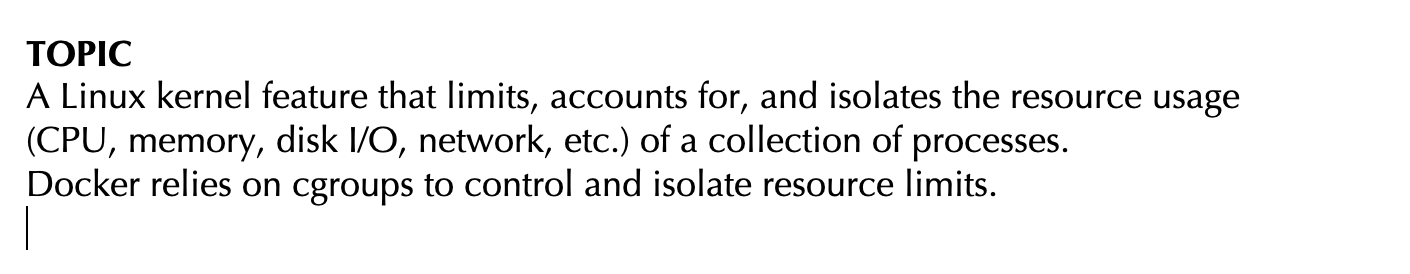 TOPIC
A Linux kernel feature that limits, accounts for, and isolates the resource usage
(CPU, memory, disk I/O, network, etc.) of a collection of processes.
Docker relies on cgroups to control and isolate resource limits.